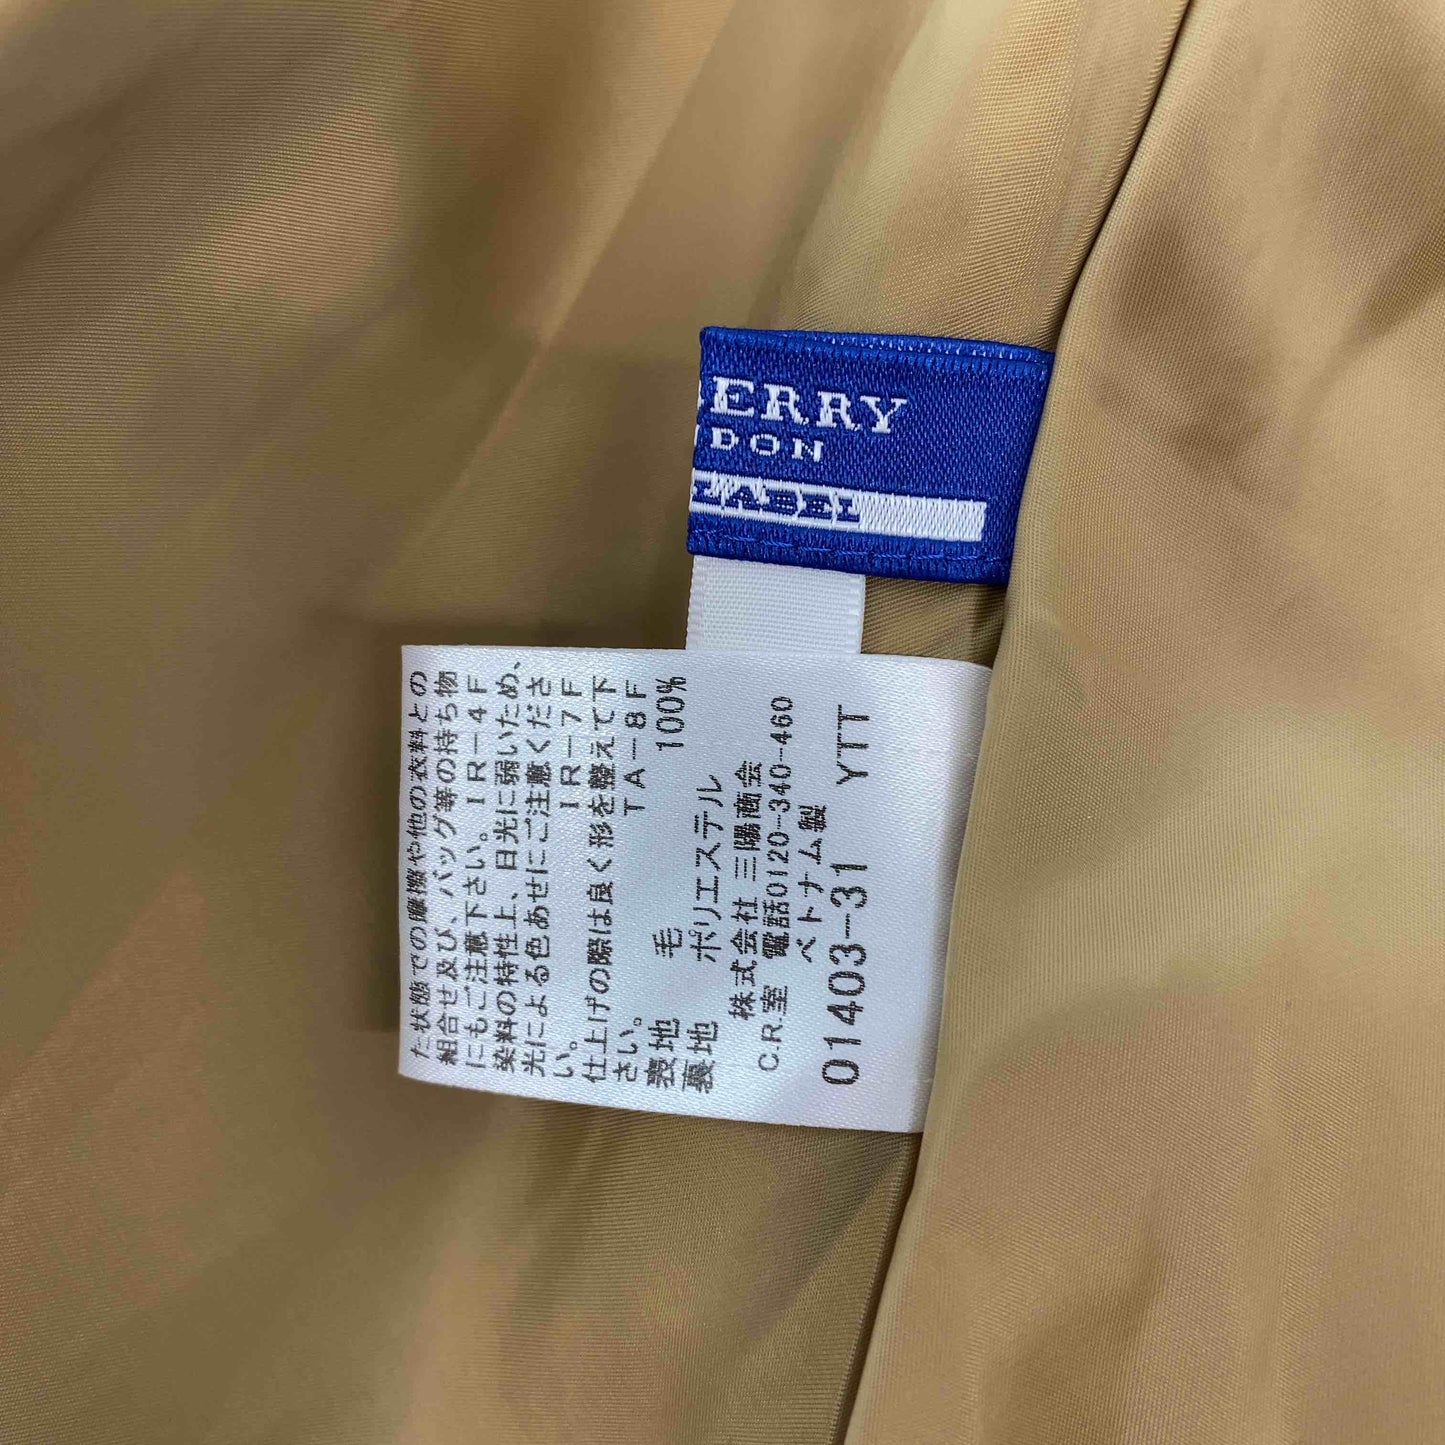 BERRY
DON
LABEL
た状態での摩擦や他の衣料との
組合せ及び、バッグ等の持ち物
にもご注意下さい。IR-4F
染料の特性上、日光に弱いため、
光による色あせにご注意くださ
い。 IR-7F
仕上げの際は良く形を整えて下
さい。 TA-8F
表地 毛 100%
裏地 ポリエステル
株式会社 三陽商会
C.R.室 電話0120-340-460
ベトナム製
01403-31 YTT